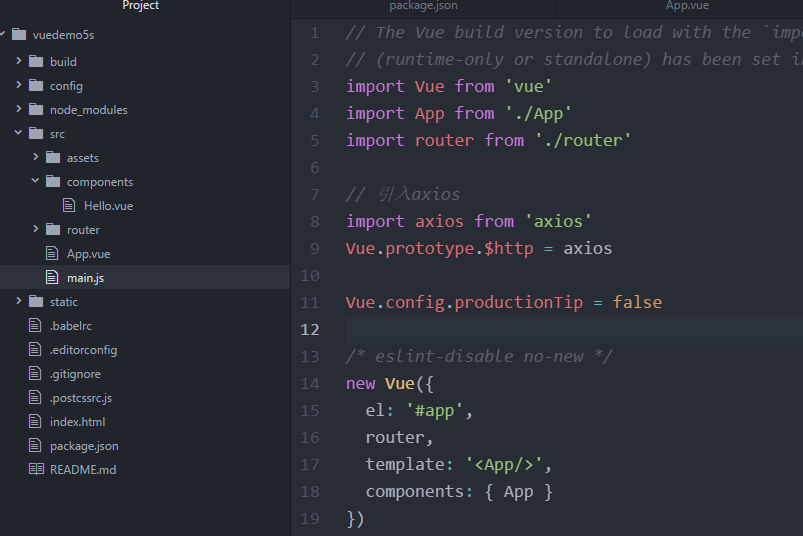 Project
package.json
App.vue
vuedemo5s
build
config
node_modules
src
assets
components
Hello.vue
router
App.vue
main.js
static
.babelrc
.editorconfig
.gitignore
.postcssrc.js
index.html
package.json
README.md
1 // The Vue build version to load with the `imp
2 // (runtime-only or standalone) has been set i
3 import Vue from 'vue'
4 import App from './App'
5 import router from './router'
6
7 // 引入axios
8 import axios from 'axios'
9 Vue.prototype.$http = axios
10
11 Vue.config.productionTip = false
12
13 /* eslint-disable no-new */
14 new Vue({
15 el: '#app',
16 router,
17 template: '<App/>',
18 components: { App }
19 })